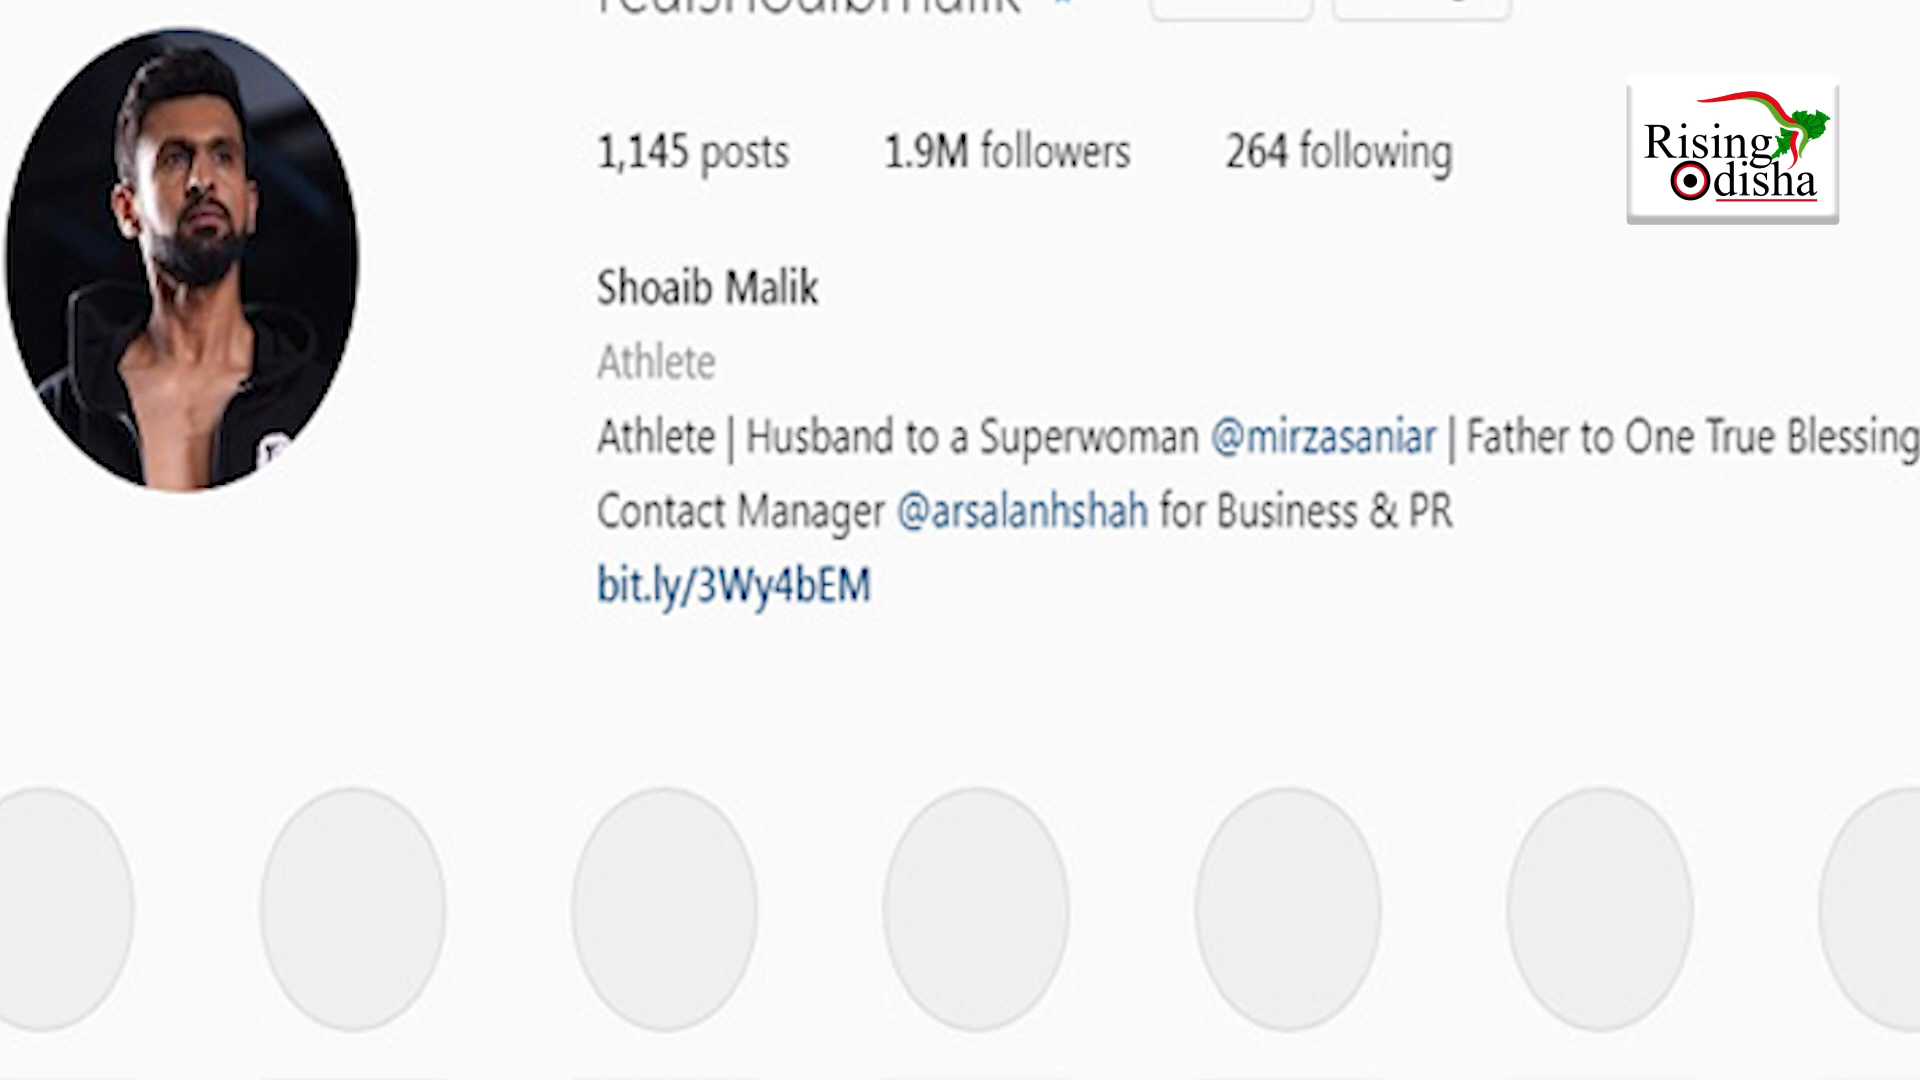 realshoaibmalik
1,145 posts 1.9M followers 264 following
Rising
Odisha
Shoaib Malik
Athlete
Athlete | Husband to a Superwoman @mirzasaniar | Father to One True Blessing
Contact Manager @arsalanhshah for Business & PR
bit.ly/3Wy4bEM